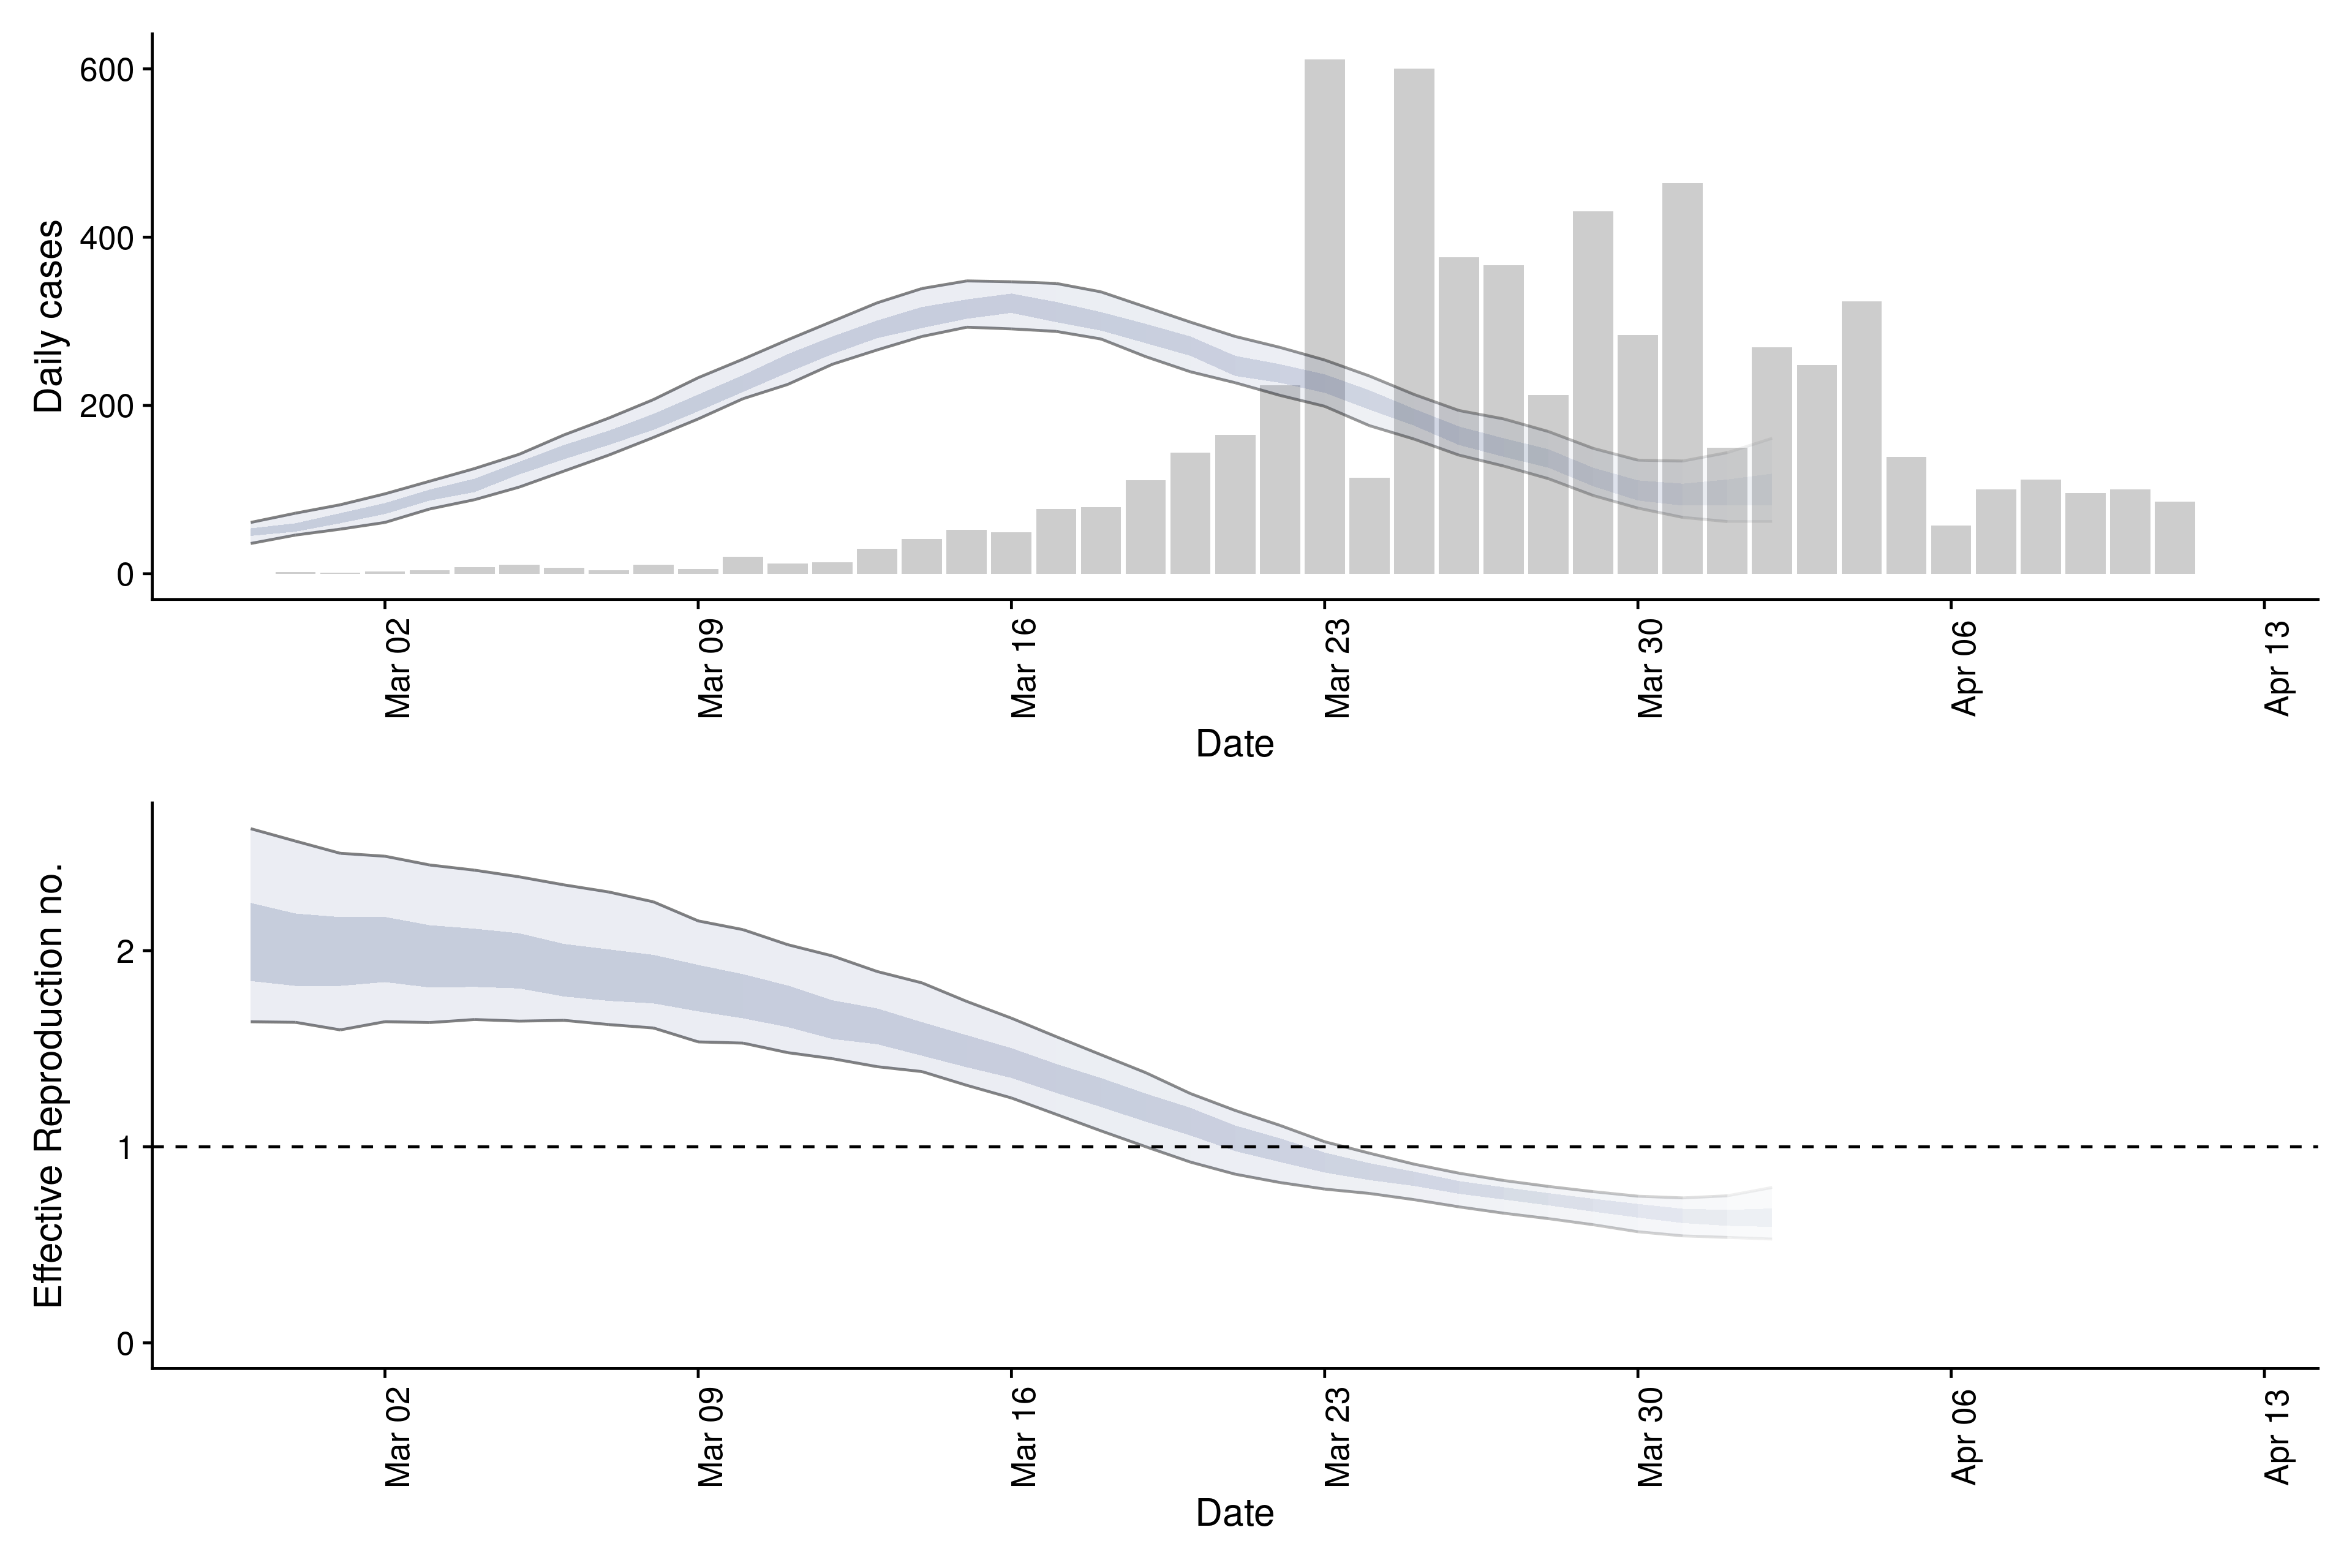 600
400
200
0
Daily cases
Mar 02
Mar 09
Mar 16
Mar 23
Mar 30
Apr 06
Apr 13
Date
2
1
0
Effective Reproduction no.
Mar 02
Mar 09
Mar 16
Mar 23
Mar 30
Apr 06
Apr 13
Date